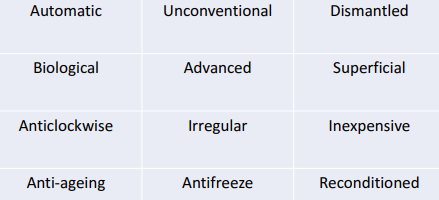 Automatic Unconventional Dismantled
Biological Advanced Superficial
Anticlockwise Irregular Inexpensive
Anti-ageing Antifreeze Reconditioned